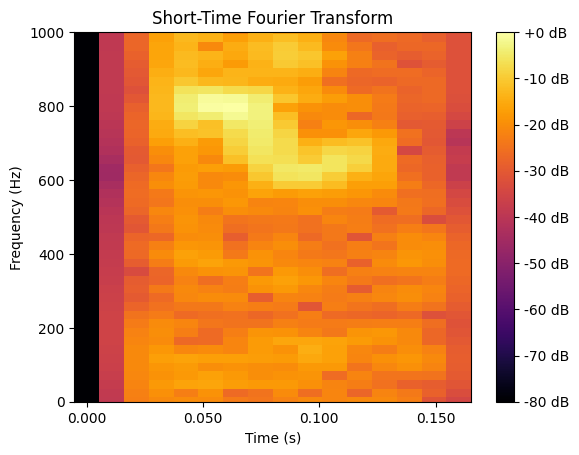 Short-Time Fourier Transform
Frequency (Hz)
1000
800
600
400
200
0
0.000
0.050
0.100
0.150
Time (s)
+0 dB
-10 dB
-20 dB
-30 dB
-40 dB
-50 dB
-60 dB
-70 dB
-80 dB